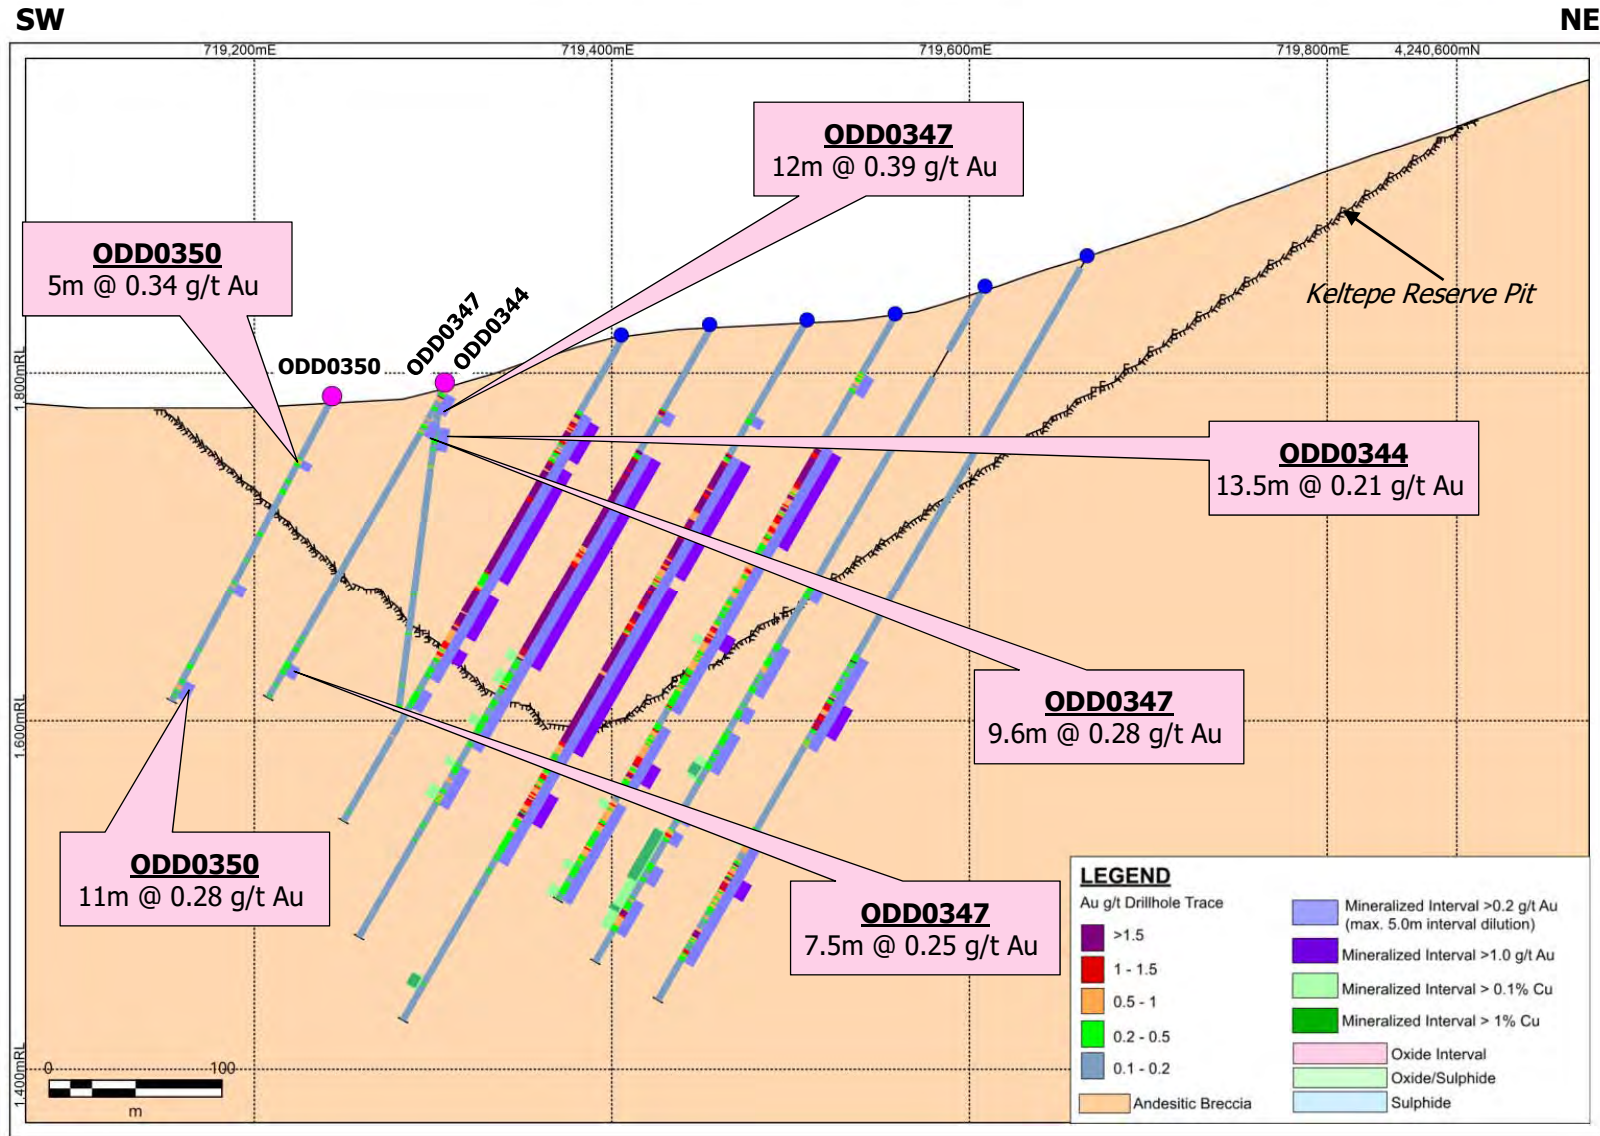 SW
NE
719,200mE
719,400mE
719,600mE
719,800mE
4,240,600mN
ODD0347
12m @ 0.39 g/t Au
ODD0350
5m @ 0.34 g/t Au
Keltepe Reserve Pit
ODD0350
ODD0347
ODD0344
1.800mRL
ODD0344
13.5m @ 0.21 g/t Au
ODD0347
9.6m @ 0.28 g/t Au
1.600mRL
ODD0350
11m @ 0.28 g/t Au
ODD0347
7.5m @ 0.25 g/t Au
1.400mRL
0
100
m
LEGEND
Au g/t Drillhole Trace
>1.5
1 - 1.5
0.5 - 1
0.2 - 0.5
0.1 - 0.2
Andesitic Breccia
Mineralized Interval >0.2 g/t Au
(max. 5.0m interval dilution)
Mineralized Interval >1.0 g/t Au
Mineralized Interval > 0.1% Cu
Mineralized Interval > 1% Cu
Oxide Interval
Oxide/Sulphide
Sulphide